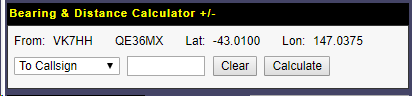 Bearing & Distance Calculator +/-
From: VK7HH QE36MX Lat: -43.0100 Lon: 147.0375
To Callsign Clear Calculate